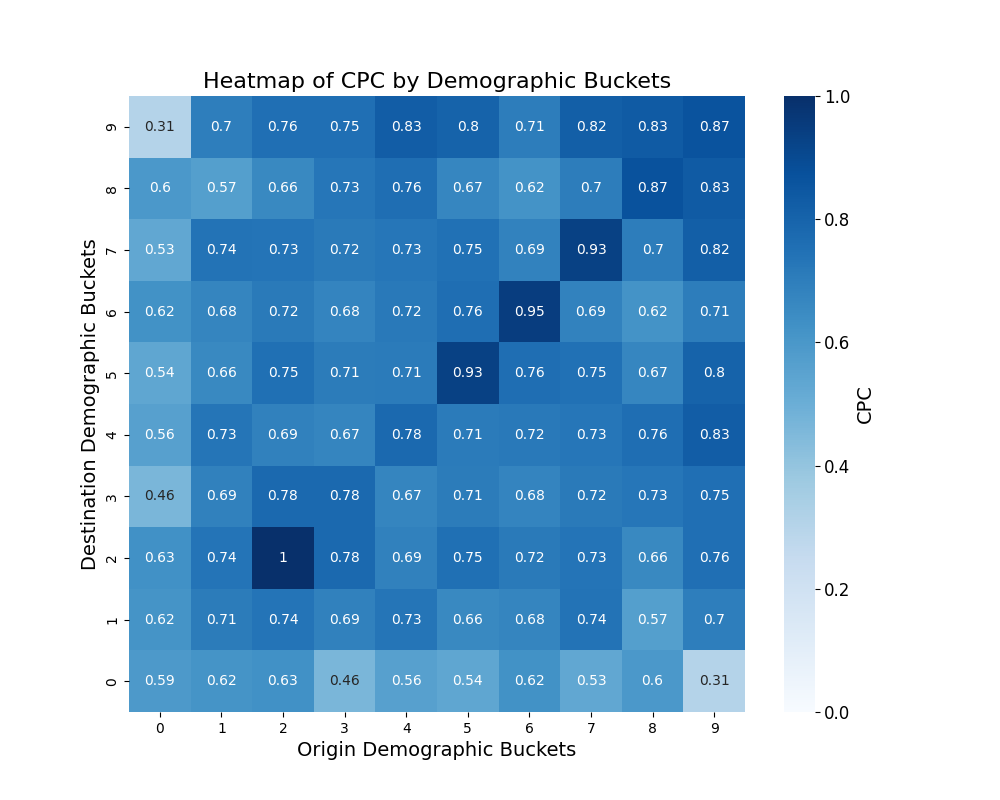 Heatmap of CPC by Demographic Buckets
9 0.31 0.7 0.76 0.75 0.83 0.8 0.71 0.82 0.83 0.87
8 0.6 0.57 0.66 0.73 0.76 0.67 0.62 0.7 0.87 0.83
7 0.53 0.74 0.73 0.72 0.73 0.75 0.69 0.93 0.7 0.82
6 0.62 0.68 0.72 0.68 0.72 0.76 0.95 0.69 0.62 0.71
5 0.54 0.66 0.75 0.71 0.71 0.93 0.76 0.75 0.67 0.8
4 0.56 0.73 0.69 0.67 0.78 0.71 0.72 0.73 0.76 0.83
3 0.46 0.69 0.78 0.78 0.67 0.71 0.68 0.72 0.73 0.75
2 0.63 0.74 1 0.78 0.69 0.75 0.72 0.73 0.66 0.76
1 0.62 0.71 0.74 0.69 0.73 0.66 0.68 0.74 0.57 0.7
0 0.59 0.62 0.63 0.46 0.56 0.54 0.62 0.53 0.6 0.31
0 1 2 3 4 5 6 7 8 9
Origin Demographic Buckets
Destination Demographic Buckets
1.0
0.8
0.6
0.4
0.2
0.0
CPC